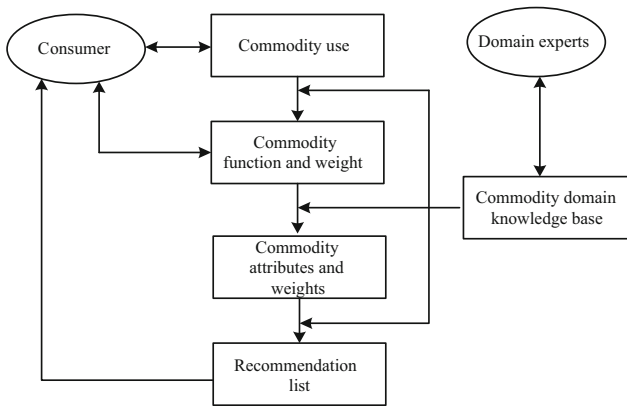 Consumer
Commodity use
Domain experts
Commodity
function and weight
Commodity domain
knowledge base
Commodity
attributes and
weights
Recommendation
list